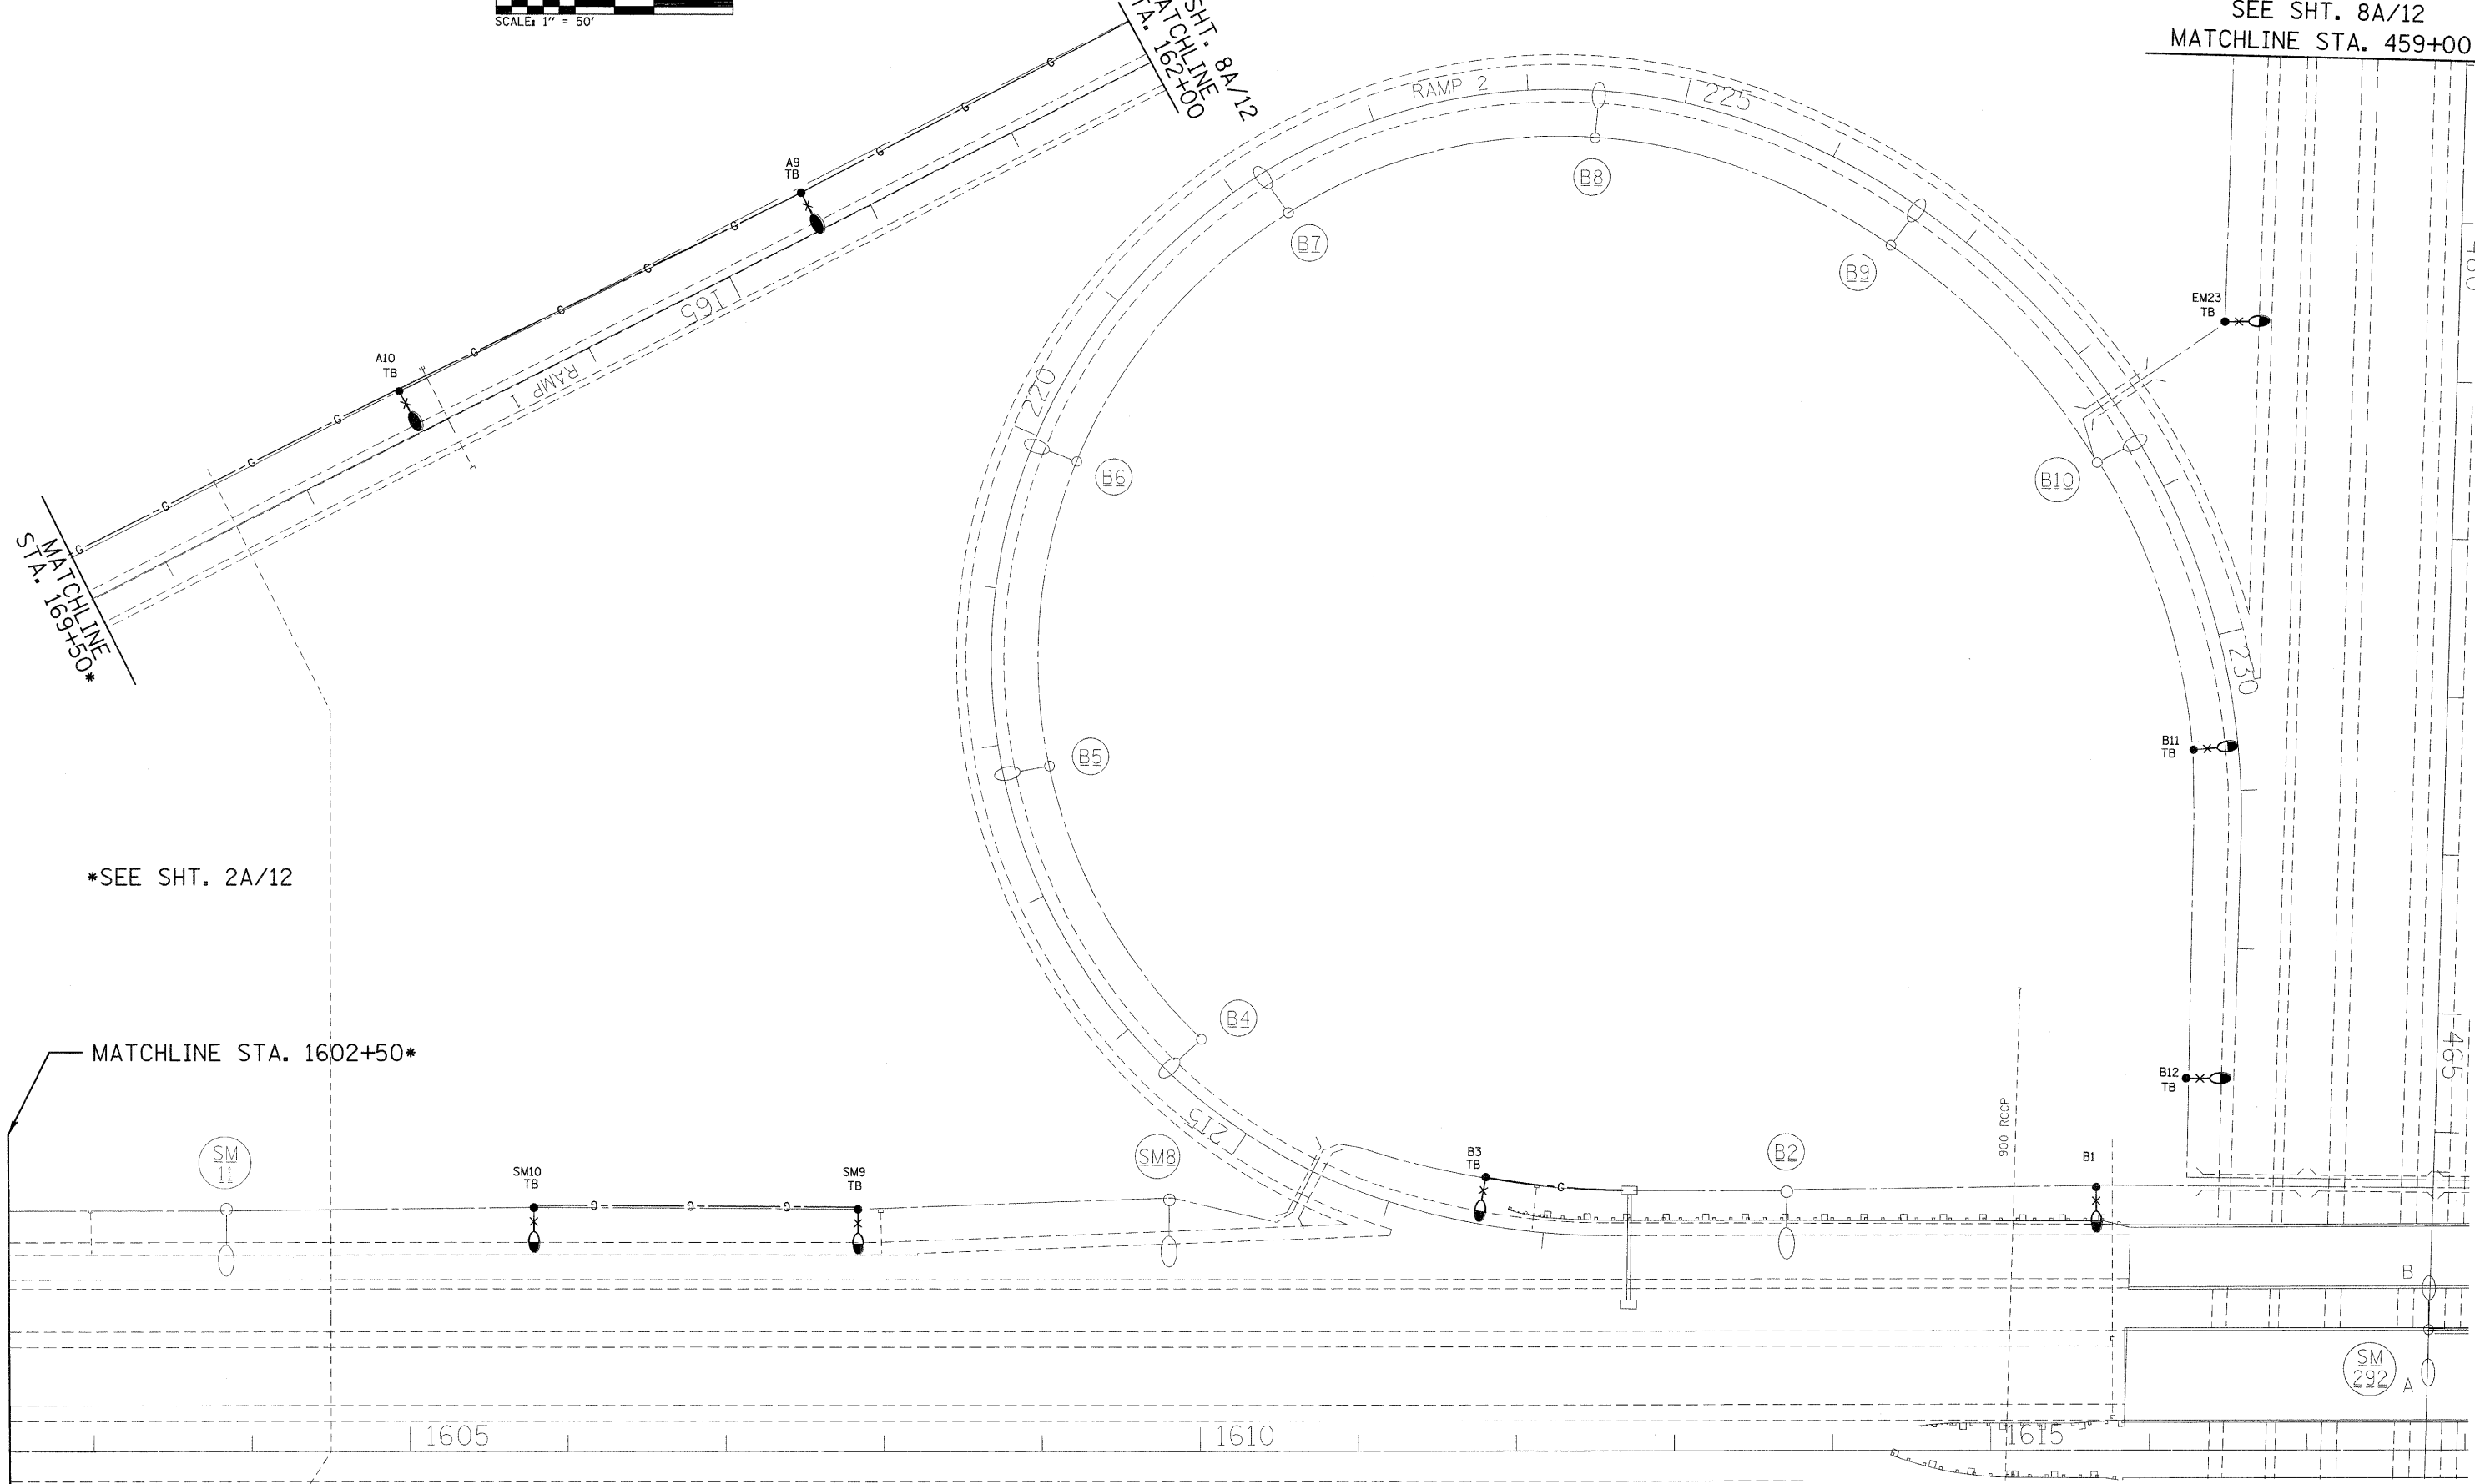 SCALE: 1" = 50'
SHT. 8A/12
MATCHLINE
STA. 162+00
SEE SHT. 8A/12
MATCHLINE STA. 459+00
RAMP 2
225
A9
TB
B8
B7
B9
EM23
TB
460
165
A10
TB
RAMP 1
220
B6
B10
MATCHLINE
STA. 169+50*
230
B11
TB
B5
*SEE SHT. 2A/12
B4
MATCHLINE STA. 1602+50*
465
B12
TB
215
900 RCCP
SM
11
SM10
TB
SM9
TB
SM8
B3
TB
B2
B1
B
SM
292
A
1605
1610
1615
G G G G G G G G G G G
G G G
G